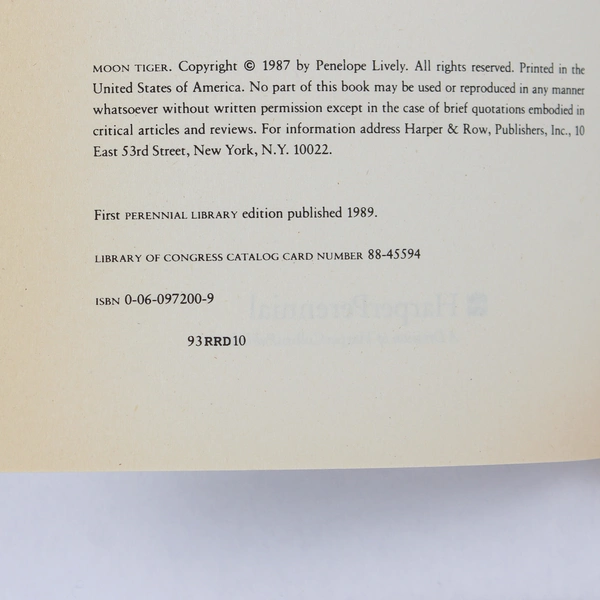 MOON TIGER. Copyright © 1987 by Penelope Lively. All rights reserved. Printed in the
United States of America. No part of this book may be used or reproduced in any manner
whatsoever without written permission except in the case of brief quotations embodied in
critical articles and reviews. For information address Harper & Row, Publishers, Inc., 10
East 53rd Street, New York, N.Y. 10022.
First PERENNIAL LIBRARY edition published 1989.
LIBRARY OF CONGRESS CATALOG CARD NUMBER 88-45594
ISBN 0-06-097200-9
93RRD10
HarperPerennial